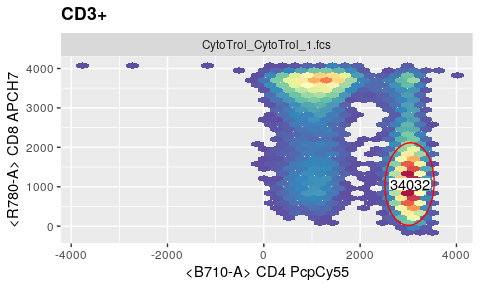 CD3+
CytoTrol_CytoTrol_1.fcs
<R780-A> CD8 APCH7
4000
3000
2000
1000
0
34032
-4000
-2000
0
2000
4000
<B710-A> CD4 PcpCy55